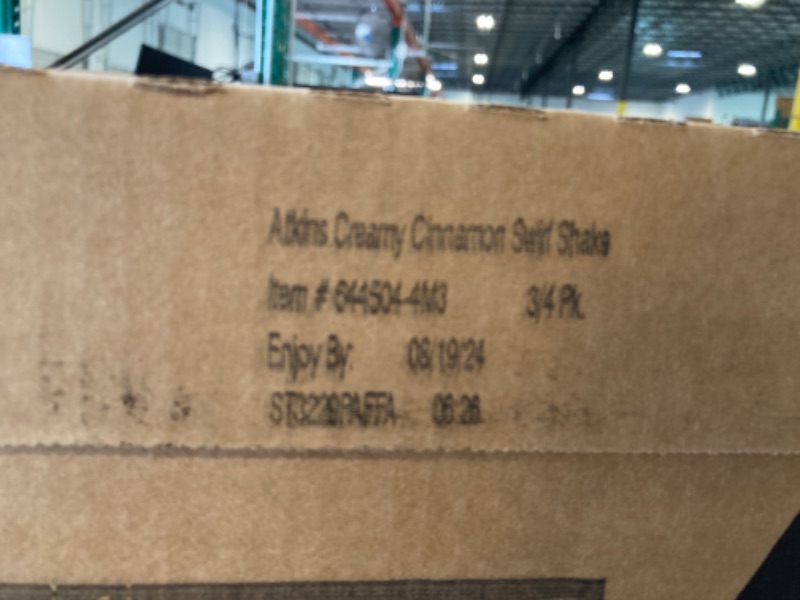 Atkins Creamy Cinnamon Swirl Shake
Item # 644504-4M3 3/4 Pk.
Enjoy By: 08/19/24
06:26